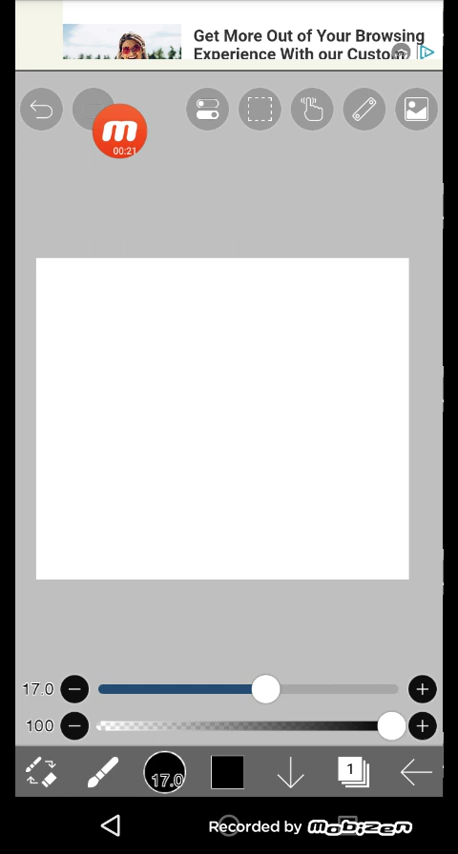 Get More Out of Your Browsing
Experience With our Custom
m
00:21
17.0
100
17.0
1
Recorded by mobizen